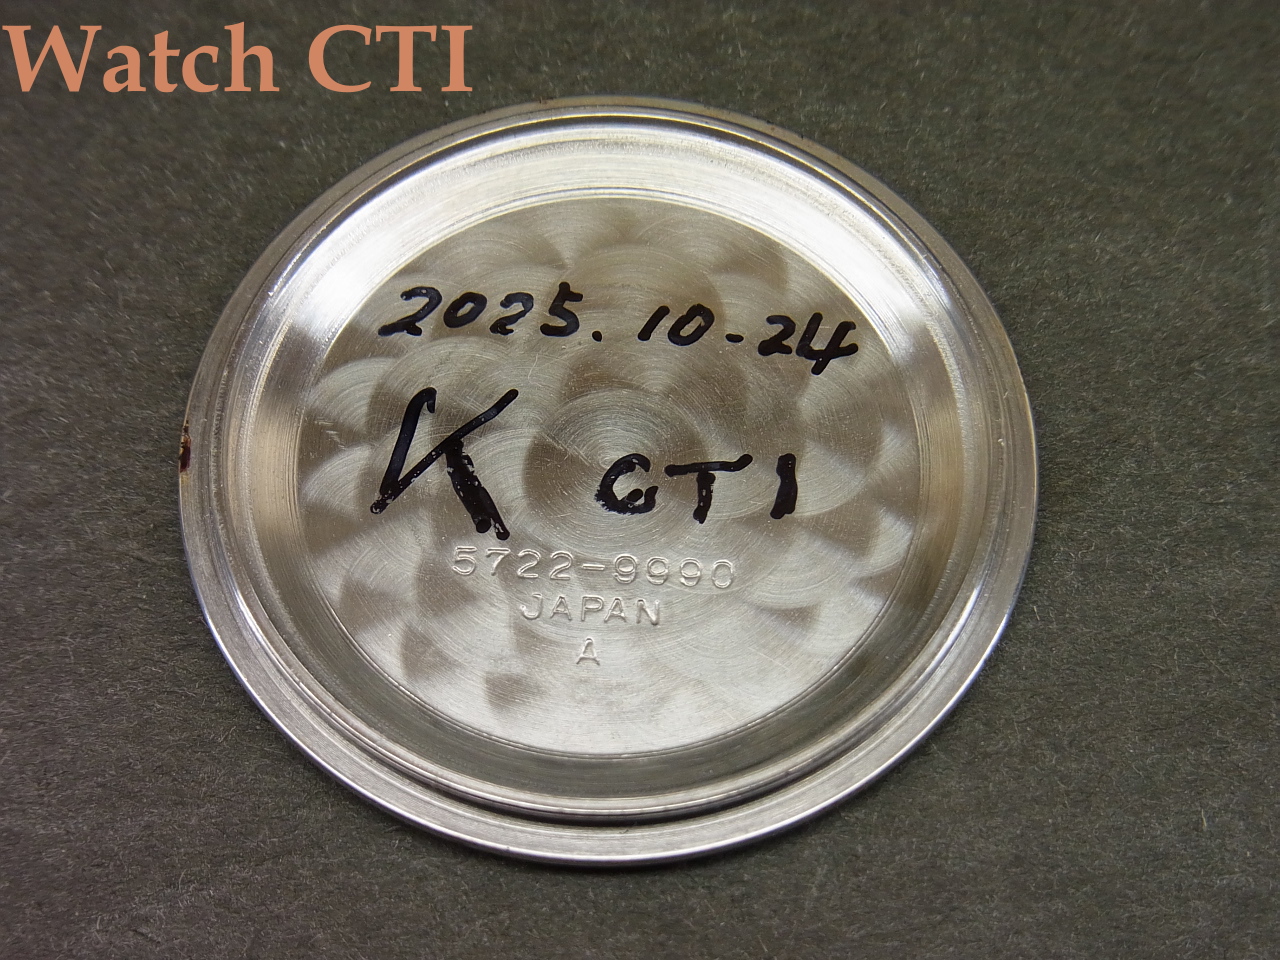 Watch CTI
2025.10-24
K CTI
5722-9990
JAPAN
A